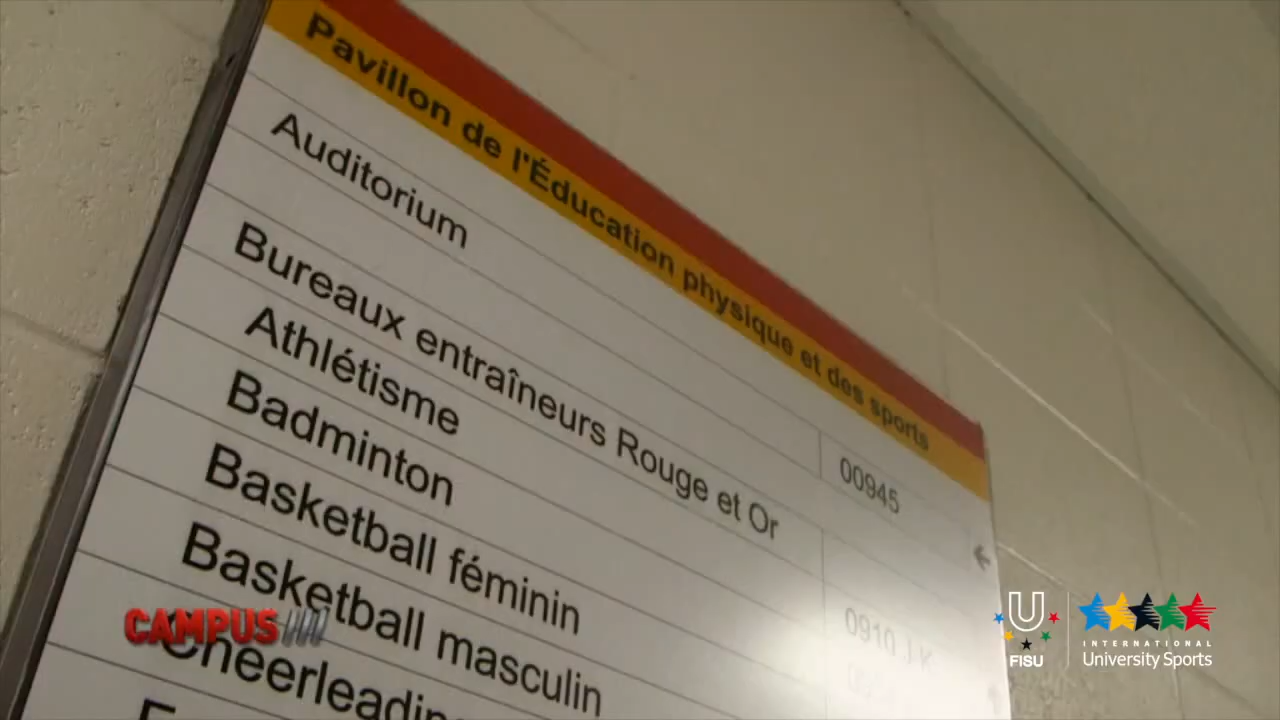 Pavillon de l'Éducation physique et des sports
Auditorium
00945
Bureaux entraîneurs Rouge et Or
Athlétisme
Badminton
Basketball féminin
Basketball masculin
CAMPUS
U
FISU
INTERNATIONAL
University Sports